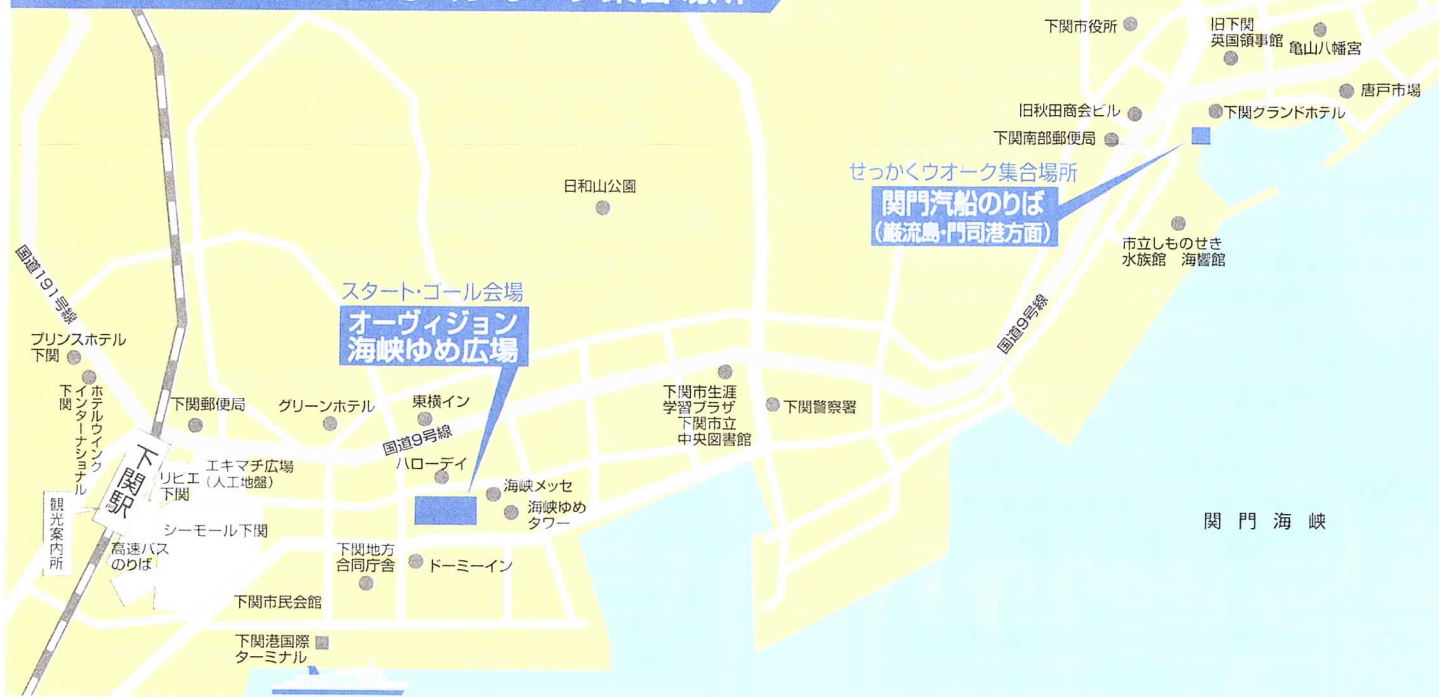 下関市役所
旧下関
英国領事館
亀山八幡宮
唐戸市場
旧秋田商会ビル
下関グランドホテル
下関南部郵便局
せっかくウオーク集合場所
関門汽船のりば
(巌流島・門司港方面)
日和山公園
市立しものせき
水族館 海響館
国道191号線
スタート・ゴール会場
オーヴィジョン
海峡ゆめ広場
国道9号線
プリンスホテル
下関
ホテルウイング
インターナショナル
下関
下関郵便局
グリーンホテル
東横イン
国道9号線
下関市生涯
学習プラザ
下関市立
中央図書館
下関警察署
下関駅
リピエ
下関
エキマチ広場
(人工地盤)
ハローデイ
海峡メッセ
海峡ゆめ
タワー
観光案内所
シーモール下関
高速バス
のりば
下関地方
合同庁舎
ドーミーイン
関門海峡
下関市民会館
下関港国際
ターミナル